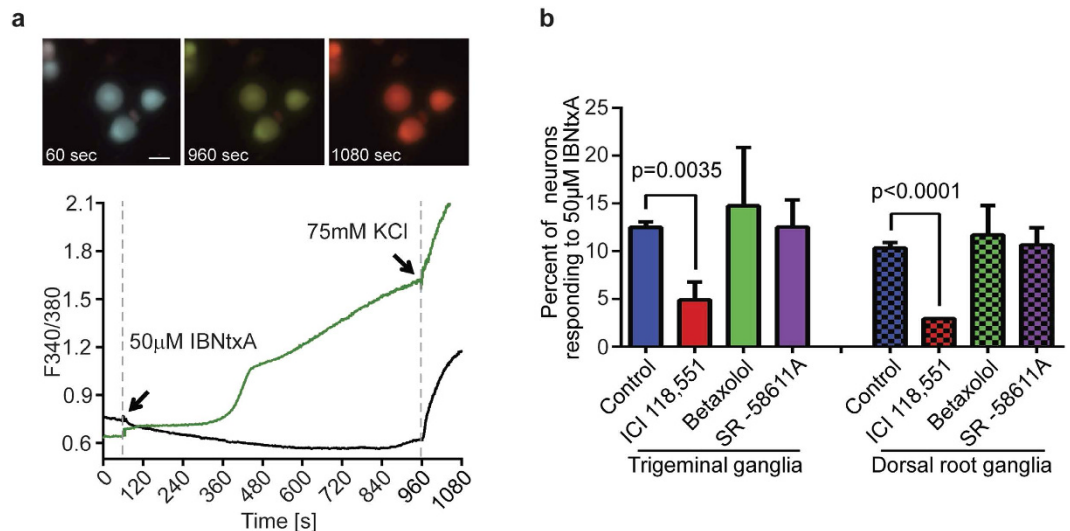 a
60 sec
960 sec
1080 sec
2.1
1.8
1.5
1.2
0.9
0.6
F340/380
50μM IBNtxA
75mM KCl
0
120
240
360
480
600
720
840
960
1080
Time [s]
b
Percent of neurons
responding to 50μM IBNtxA
25
20
15
10
5
0
p=0.0035
p<0.0001
Control
ICI 118,551
Betaxolol
SR -58611A
Control
ICI 118,551
Betaxolol
SR -58611A
Trigeminal ganglia
Dorsal root ganglia